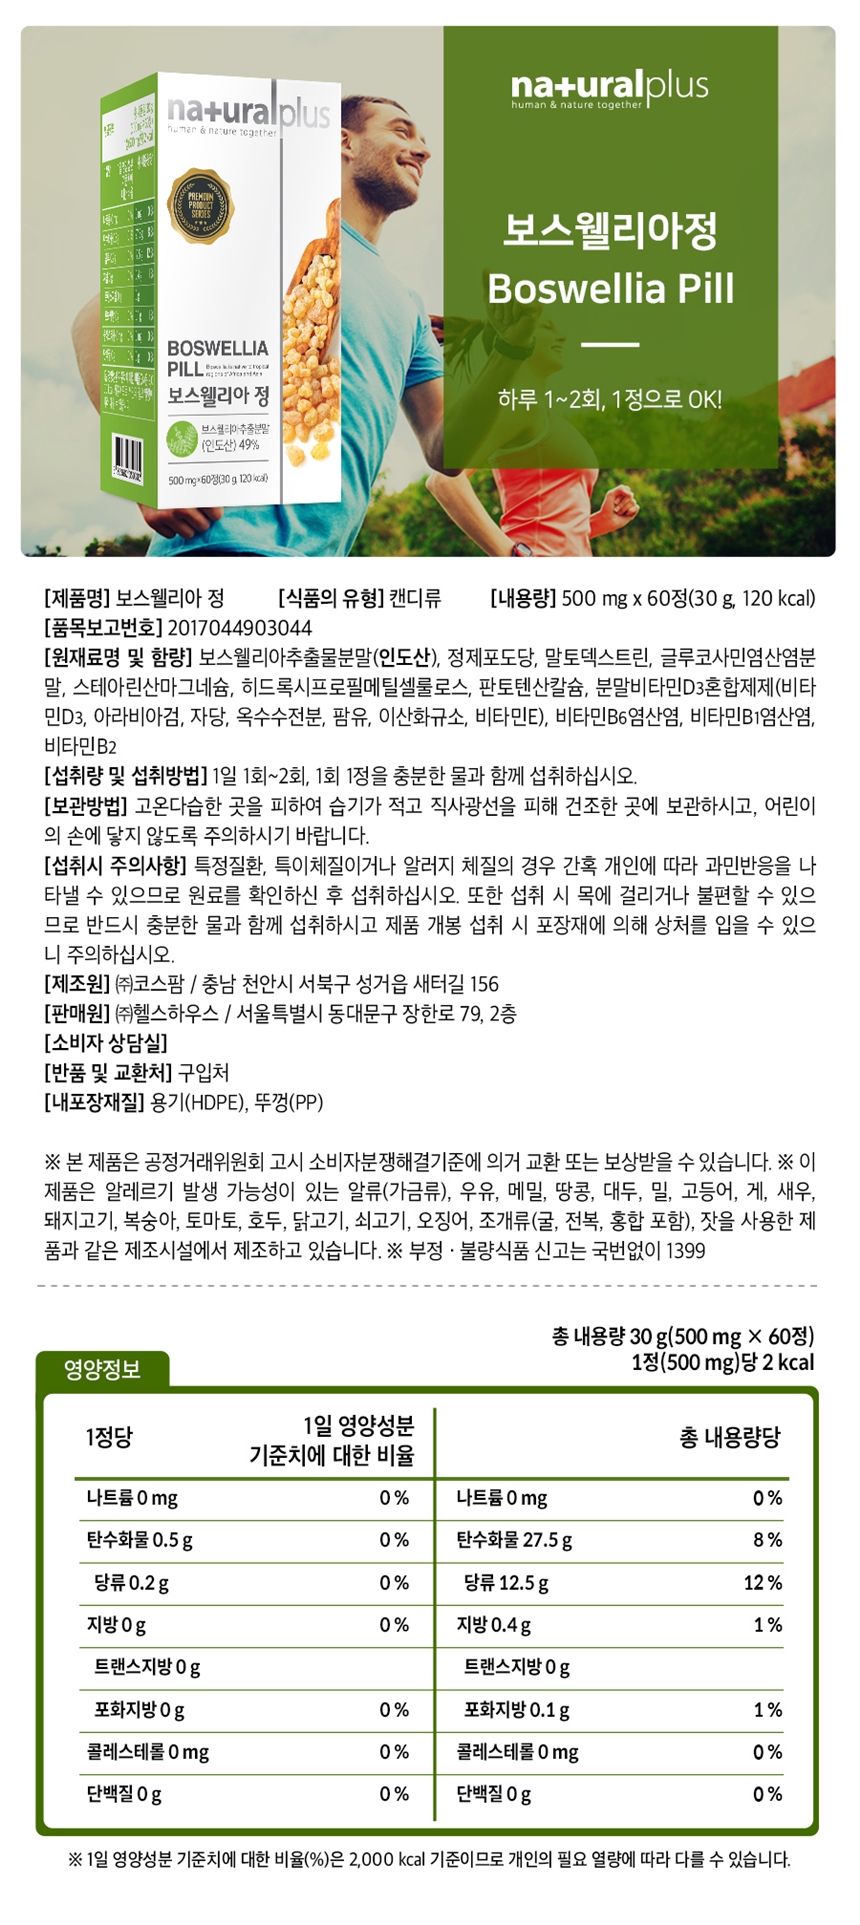 na+uralplus
human & nature together
보스웰리아정
Boswellia Pill
하루 1~2회, 1정으로 OK!
na+uralplus
human & nature together
PREMIUM
PRODUCT
SERIES
BOSWELLIA
PILL
Boswellia is native to tropical
regions of Africa and Asia
보스웰리아 정
보스웰리아추출분말
(인도산) 49%
500 mg×60정(30 g, 120 kcal)
[제품명] 보스웰리아 정 [식품의 유형] 캔디류 [내용량] 500 mg x 60정(30 g, 120 kcal)
[품목보고번호] 2017044903044
[원재료명 및 함량] 보스웰리아추출물분말(인도산), 정제포도당, 말토덱스트린, 글루코사민염산염분
말, 스테아린산마그네슘, 히드록시프로필메틸셀룰로스, 판토텐산칼슘, 분말비타민D3혼합제제(비타
민D3, 아라비아검, 자당, 옥수수전분, 팜유, 이산화규소, 비타민E), 비타민B6염산염, 비타민B1염산염,
비타민B2
[섭취량 및 섭취방법] 1일 1회~2회, 1회 1정을 충분한 물과 함께 섭취하십시오.
[보관방법] 고온다습한 곳을 피하여 습기가 적고 직사광선을 피해 건조한 곳에 보관하시고, 어린이
의 손에 닿지 않도록 주의하시기 바랍니다.
[섭취시 주의사항] 특정질환, 특이체질이거나 알러지 체질의 경우 간혹 개인에 따라 과민반응을 나
타낼 수 있으므로 원료를 확인하신 후 섭취하십시오. 또한 섭취 시 목에 걸리거나 불편할 수 있으
므로 반드시 충분한 물과 함께 섭취하시고 제품 개봉 섭취 시 포장재에 의해 상처를 입을 수 있으
니 주의하십시오.
[제조원] ㈜코스팜 / 충남 천안시 서북구 성거읍 새터길 156
[판매원] ㈜헬스하우스 / 서울특별시 동대문구 장한로 79, 2층
[소비자 상담실]
[반품 및 교환처] 구입처
[내포장재질] 용기(HDPE), 뚜껑(PP)
※ 본 제품은 공정거래위원회 고시 소비자분쟁해결기준에 의거 교환 또는 보상받을 수 있습니다. ※ 이
제품은 알레르기 발생 가능성이 있는 알류(가금류), 우유, 메밀, 땅콩, 대두, 밀, 고등어, 게, 새우,
돼지고기, 복숭아, 토마토, 호두, 닭고기, 쇠고기, 오징어, 조개류(굴, 전복, 홍합 포함), 잣을 사용한 제
품과 같은 제조시설에서 제조하고 있습니다. ※ 부정 · 불량식품 신고는 국번없이 1399
총 내용량 30 g(500 mg × 60정)
1정(500 mg)당 2 kcal
영양정보
1정당 1일 영양성분 기준치에 대한 비율 총 내용량당
나트륨 0 mg 0 % 나트륨 0 mg 0 %
탄수화물 0.5 g 0 % 탄수화물 27.5 g 8 %
당류 0.2 g 0 % 당류 12.5 g 12 %
지방 0 g 0 % 지방 0.4 g 1 %
트랜스지방 0 g 트랜스지방 0 g
포화지방 0 g 0 % 포화지방 0.1 g 1 %
콜레스테롤 0 mg 0 % 콜레스테롤 0 mg 0 %
단백질 0 g 0 % 단백질 0 g 0 %
※ 1일 영양성분 기준치에 대한 비율(%)은 2,000 kcal 기준이므로 개인의 필요 열량에 따라 다를 수 있습니다.